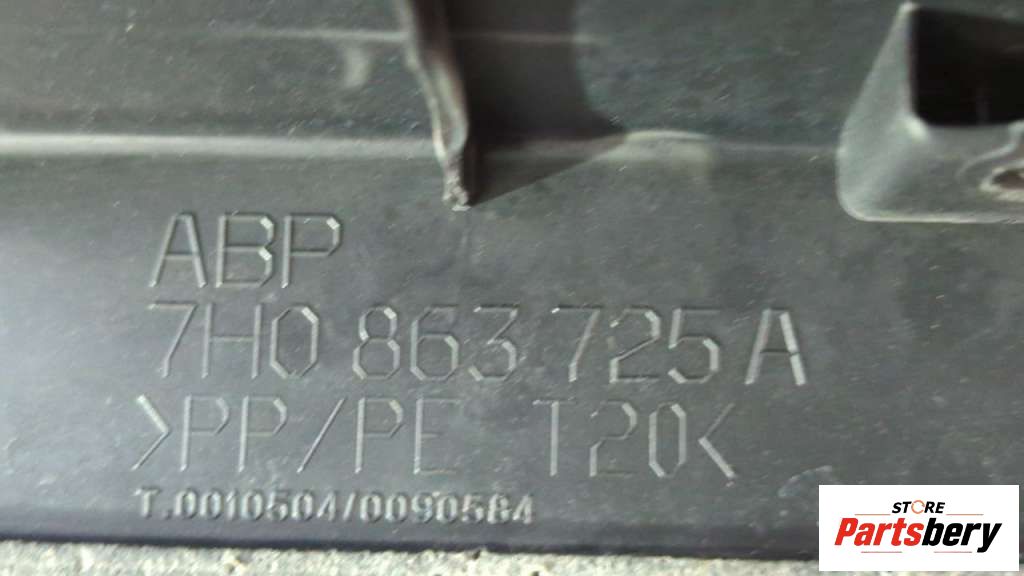 ABP
7H0 863 725 A
>PP/PE T20<
T.0010504/0090584
STORE
Partsbery